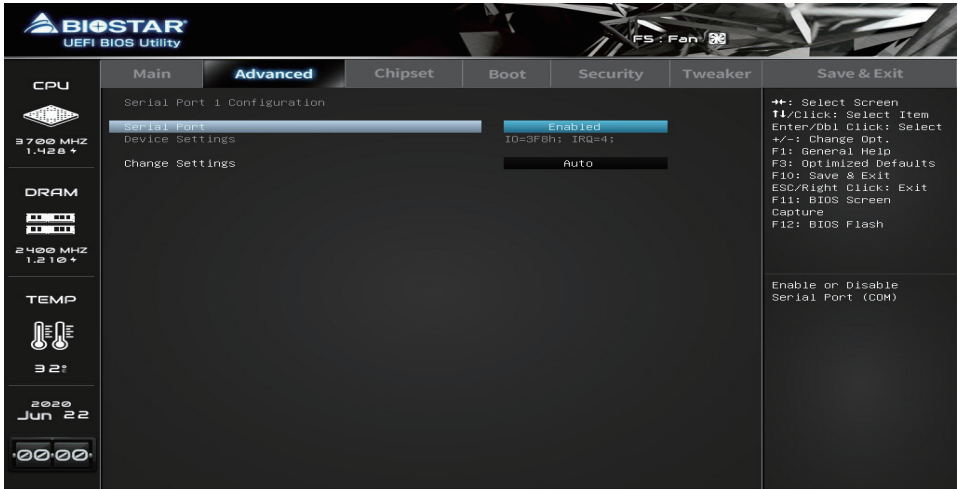 BIOSTAR
UEFI BIOS Utility
F5 : Fan
Main Advanced Chipset Boot Security Tweaker Save & Exit
CPU
3700 MHZ
1.428 V
DRAM
2400 MHZ
1.210 V
TEMP
32℃
2020
Jun 22
00:00
Serial Port 1 Configuration
Serial Port Enabled
Device Settings IO=3F8h; IRQ=4;
Change Settings Auto
→←: Select Screen
↑↓/Click: Select Item
Enter/Dbl Click: Select
+/-: Change Opt.
F1: General Help
F3: Optimized Defaults
F10: Save & Exit
ESC/Right Click: Exit
F11: BIOS Screen
Capture
F12: BIOS Flash
Enable or Disable
Serial Port (COM)